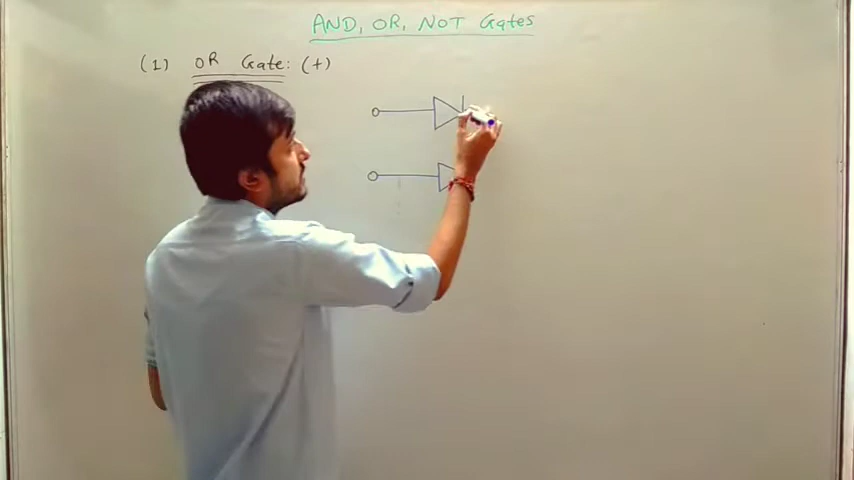 AND, OR, NOT Gates
(1) OR Gate: (+)